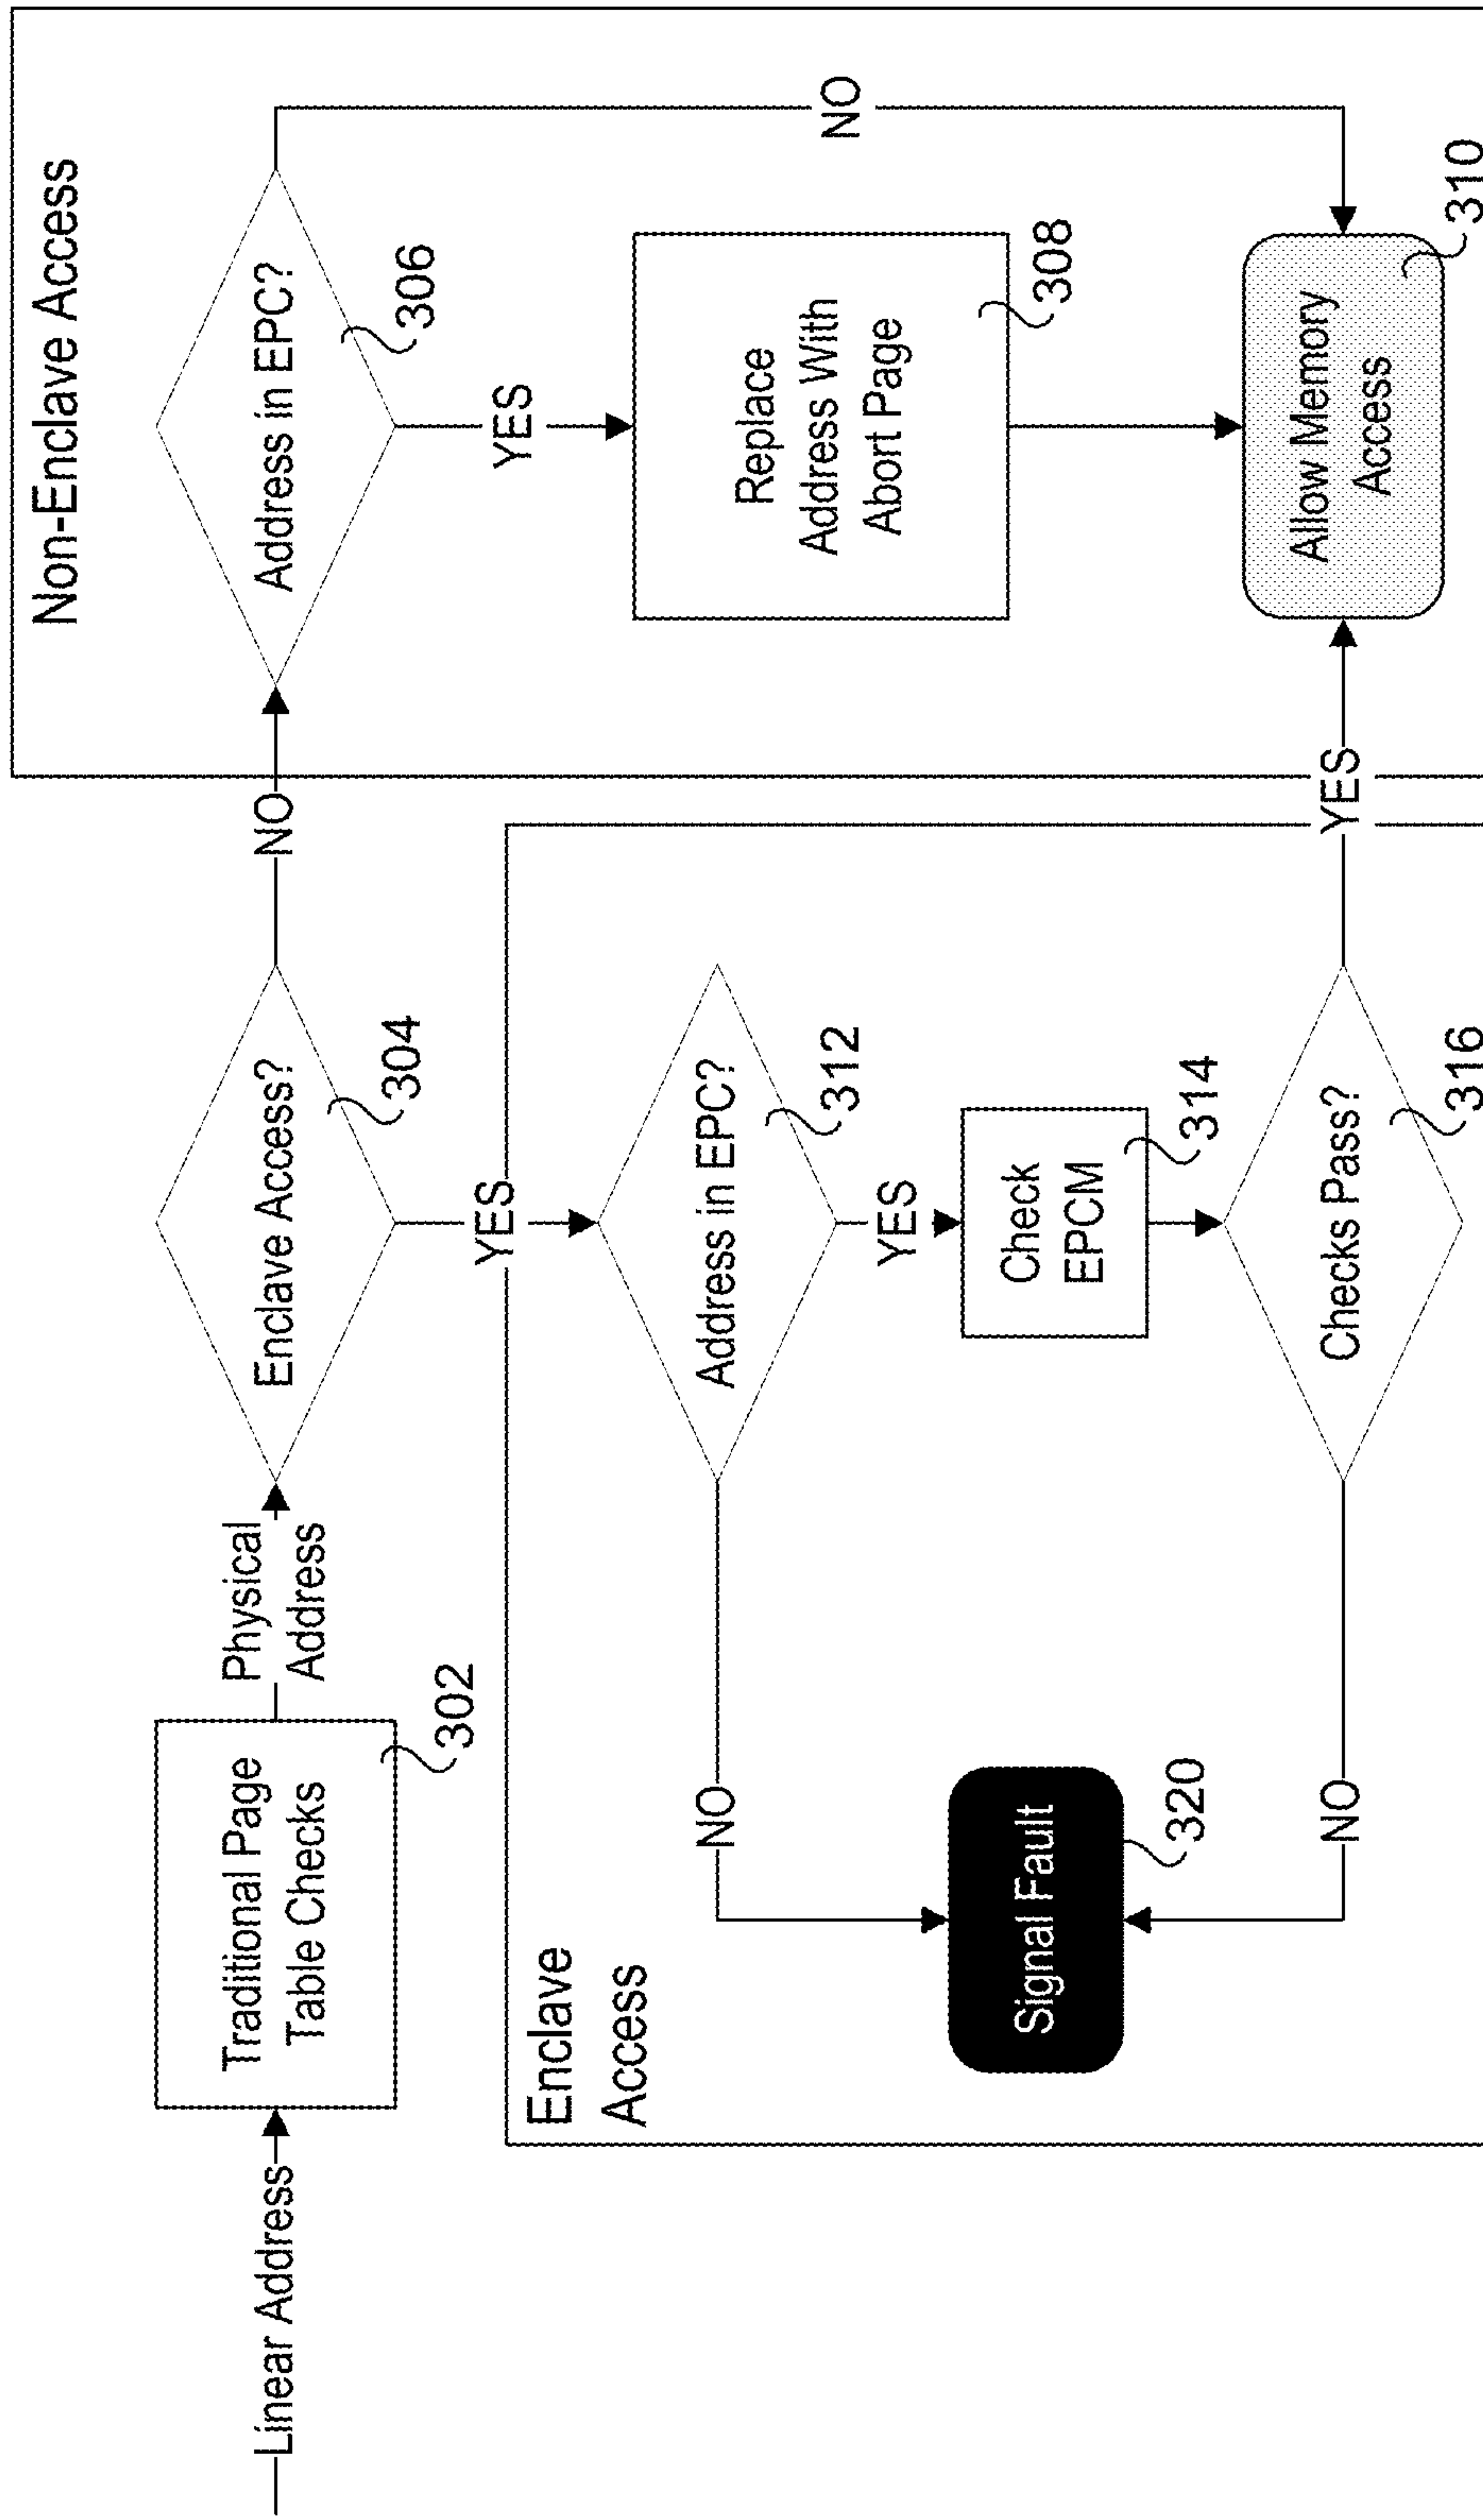 Linear Address
Traditional Page
Table Checks
302
Physical
Address
Enclave Access?
304
NO
YES
Non-Enclave Access
Address in EPC?
306
YES
NO
Replace
Address With
Abort Page
308
Allow Memory
Access
310
Enclave
Access
Address in EPC?
312
NO
YES
Check
EPCM
314
Signal Fault
320
Checks Pass?
316
NO
YES